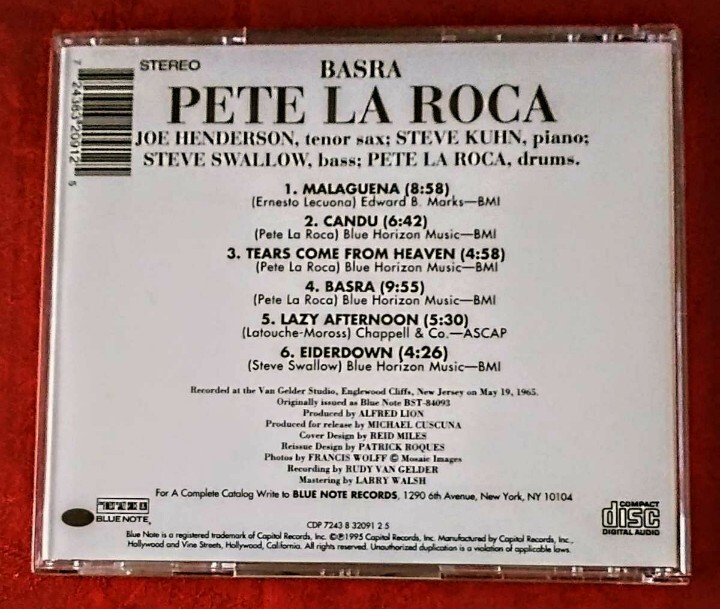 STEREO
7 24383 20912 5
BASRA
PETE LA ROCA
JOE HENDERSON, tenor sax; STEVE KUHN, piano;
STEVE SWALLOW, bass; PETE LA ROCA, drums.
1. MALAGUENA (8:58)
(Ernesto Lecuona) Edward B. Marks—BMI
2. CANDU (6:42)
(Pete La Roca) Blue Horizon Music—BMI
3. TEARS COME FROM HEAVEN (4:58)
(Pete La Roca) Blue Horizon Music—BMI
4. BASRA (9:55)
(Pete La Roca) Blue Horizon Music—BMI
5. LAZY AFTERNOON (5:30)
(Latouche-Moross) Chappell & Co.—ASCAP
6. EIDERDOWN (4:26)
(Steve Swallow) Blue Horizon Music—BMI
Recorded at the Van Gelder Studio, Englewood Cliffs, New Jersey on May 19, 1965.
Originally issued as Blue Note BST-84093
Produced by ALFRED LION
Produced for release by MICHAEL CUSCUNA
Cover Design by REID MILES
Reissue Design by PATRICK ROQUES
Photos by FRANCIS WOLFF © Mosaic Images
Recording by RUDY VAN GELDER
Mastering by LARRY WALSH
For A Complete Catalog Write to BLUE NOTE RECORDS, 1290 6th Avenue, New York, NY 10104
BLUE NOTE
COMPACT
disc
DIGITAL AUDIO
CDP 7243 8 32091 2 5
Blue Note is a registered trademark of Capitol Records, Inc. ©℗1995 Capitol Records, Inc. Manufactured by Capitol Records, Inc.,
Hollywood and Vine Streets, Hollywood, California. All rights reserved. Unauthorized duplication is a violation of applicable laws.